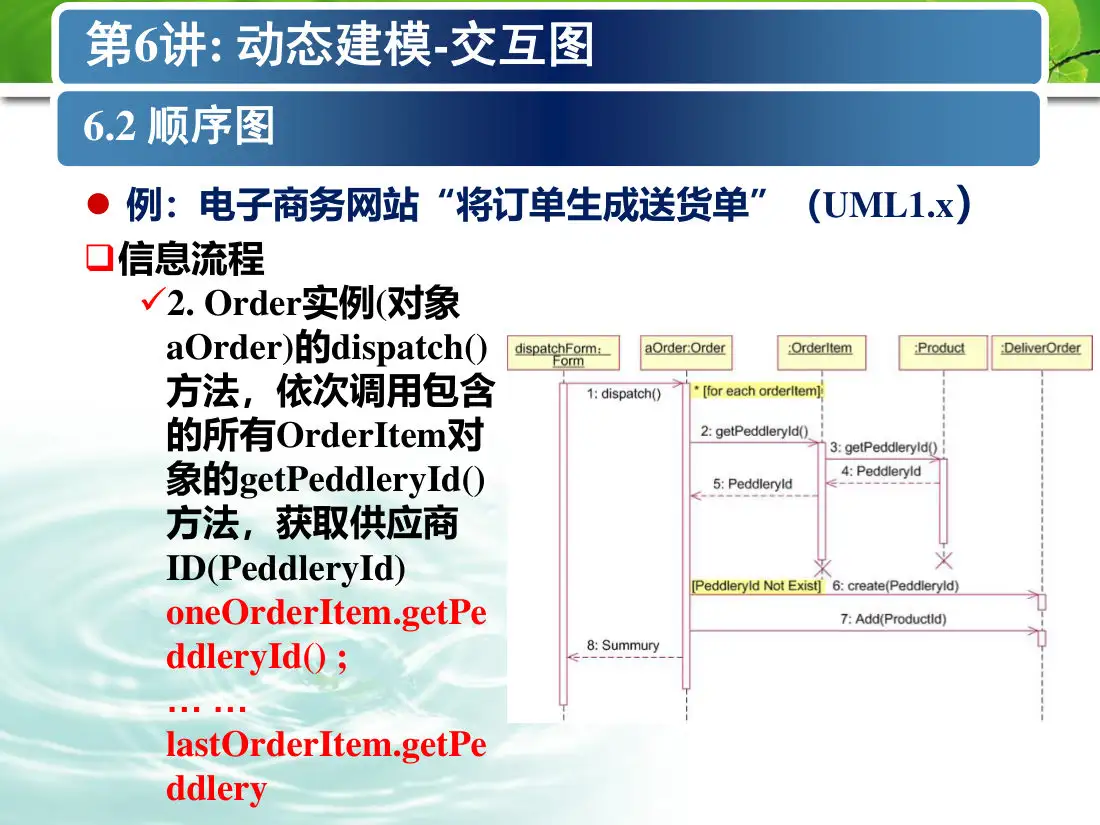 第6讲: 动态建模-交互图
6.2 顺序图
例：电子商务网站“将订单生成送货单”（UML1.x）
信息流程
2. Order实例(对象
aOrder)的dispatch()
方法，依次调用包含
的所有OrderItem对
象的getPeddleryId()
方法，获取供应商
ID(PeddleryId)
oneOrderItem.getPe
ddleryId() ;
… …
lastOrderItem.getPe
ddlery
dispatchForm：
Form
aOrder:Order
:OrderItem
:Product
:DeliverOrder
1: dispatch()
* [for each orderItem]
2: getPeddleryId()
3: getPeddleryId()
4: PeddleryId
5: PeddleryId
[PeddleryId Not Exist]
6: create(PeddleryId)
7: Add(ProductId)
8: Summury